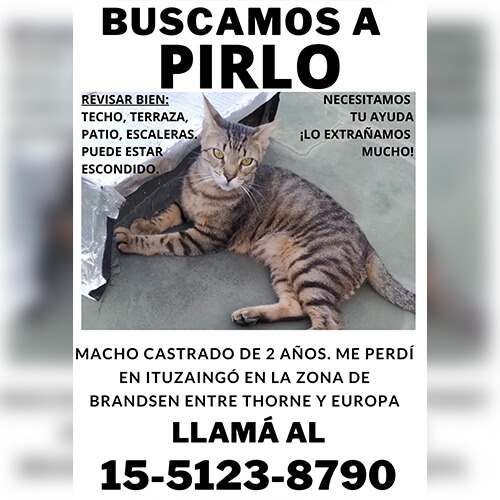 BUSCAMOS A
PIRLO
REVISAR BIEN:
TECHO, TERRAZA,
PATIO, ESCALERAS.
PUEDE ESTAR
ESCONDIDO.
NECESITAMOS
TU AYUDA
¡LO EXTRAÑAMOS
MUCHO!
MACHO CASTRADO DE 2 AÑOS. ME PERDÍ
EN ITUZAINGÓ EN LA ZONA DE
BRANDSEN ENTRE THORNE Y EUROPA
LLAMÁ AL
15-5123-8790